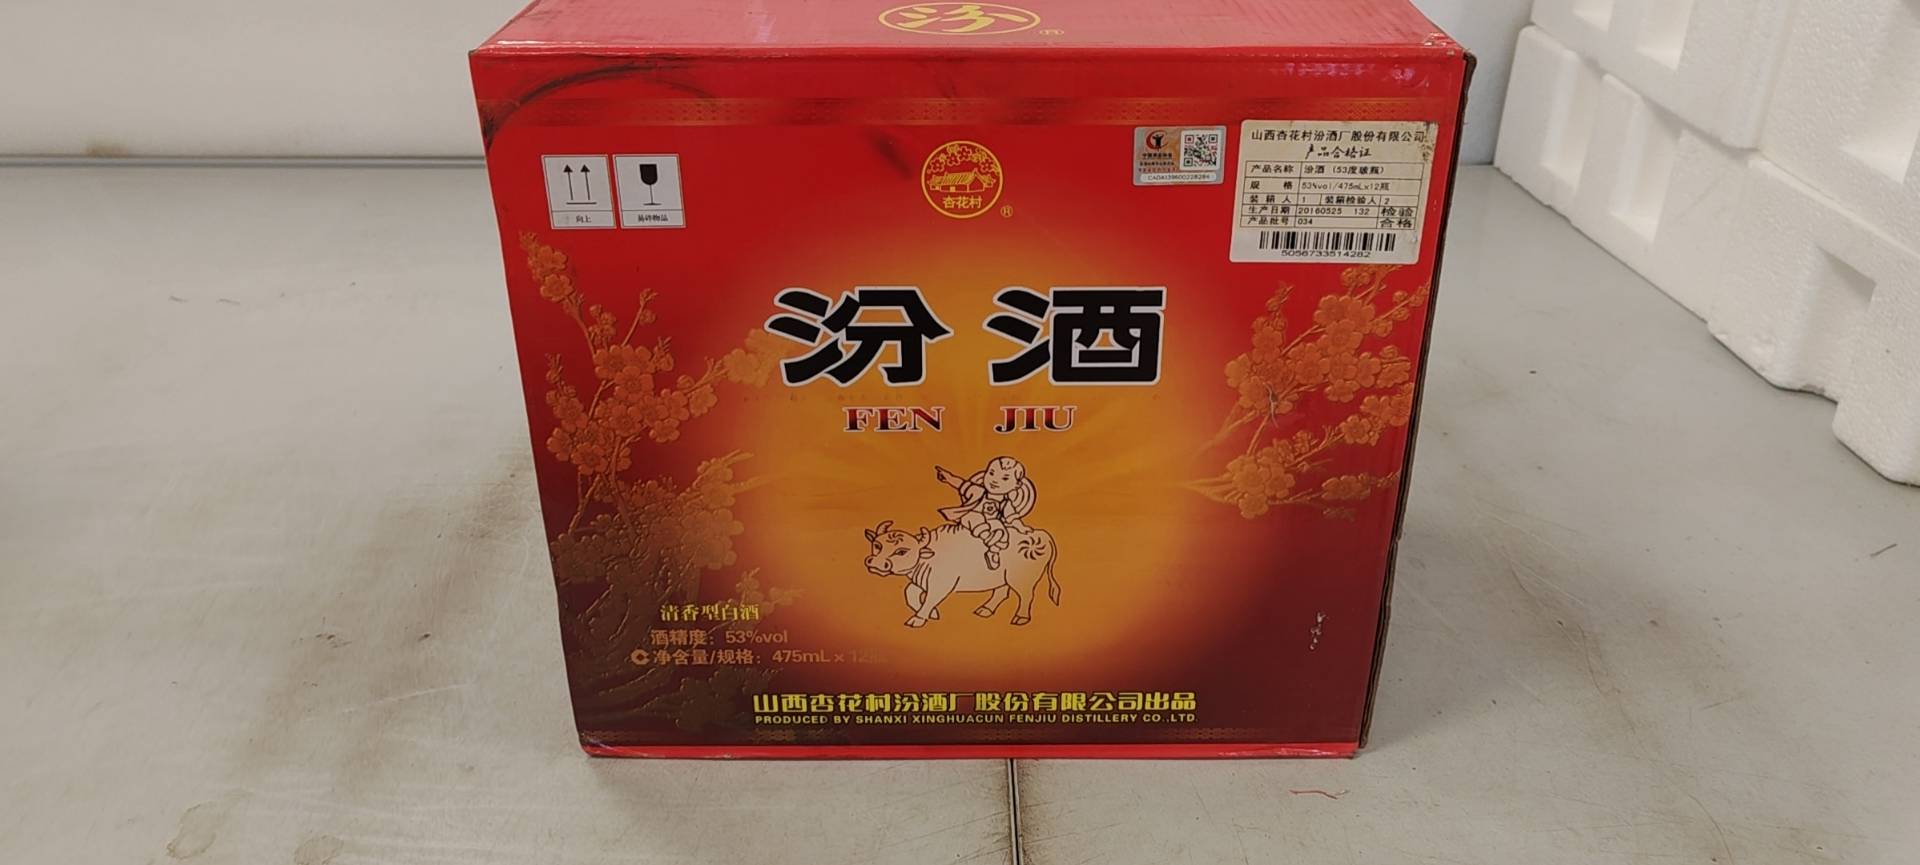 汾
®
向上
易碎物品
杏花村
®
CADA139600228284
山西杏花村汾酒厂股份有限公司
产品合格证
产品名称 汾酒（53度玻瓶）
规 格 53%vol/475mLx12瓶
装箱人 1 装箱检验人 2
生产日期 20160525 132 检验
产品批号 034 合格
5056733514282
汾酒
FEN JIU
清香型白酒
酒精度：53%vol
净含量/规格：475mL×12瓶
山西杏花村汾酒厂股份有限公司出品
PRODUCED BY SHANXI XINGHUACUN FENJIU DISTILLERY CO.,LTD.